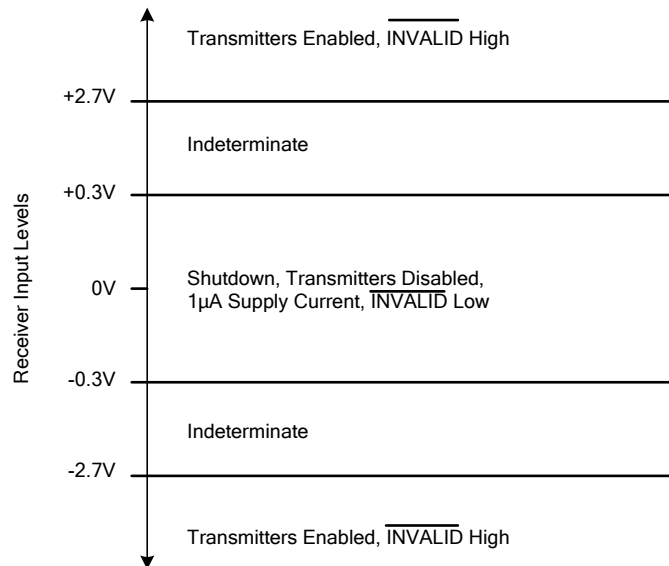 Transmitters Enabled, INVALID High
+2.7V
Indeterminate
+0.3V
Receiver Input Levels
0V
Shutdown, Transmitters Disabled,
1µA Supply Current, INVALID Low
-0.3V
Indeterminate
-2.7V
Transmitters Enabled, INVALID High